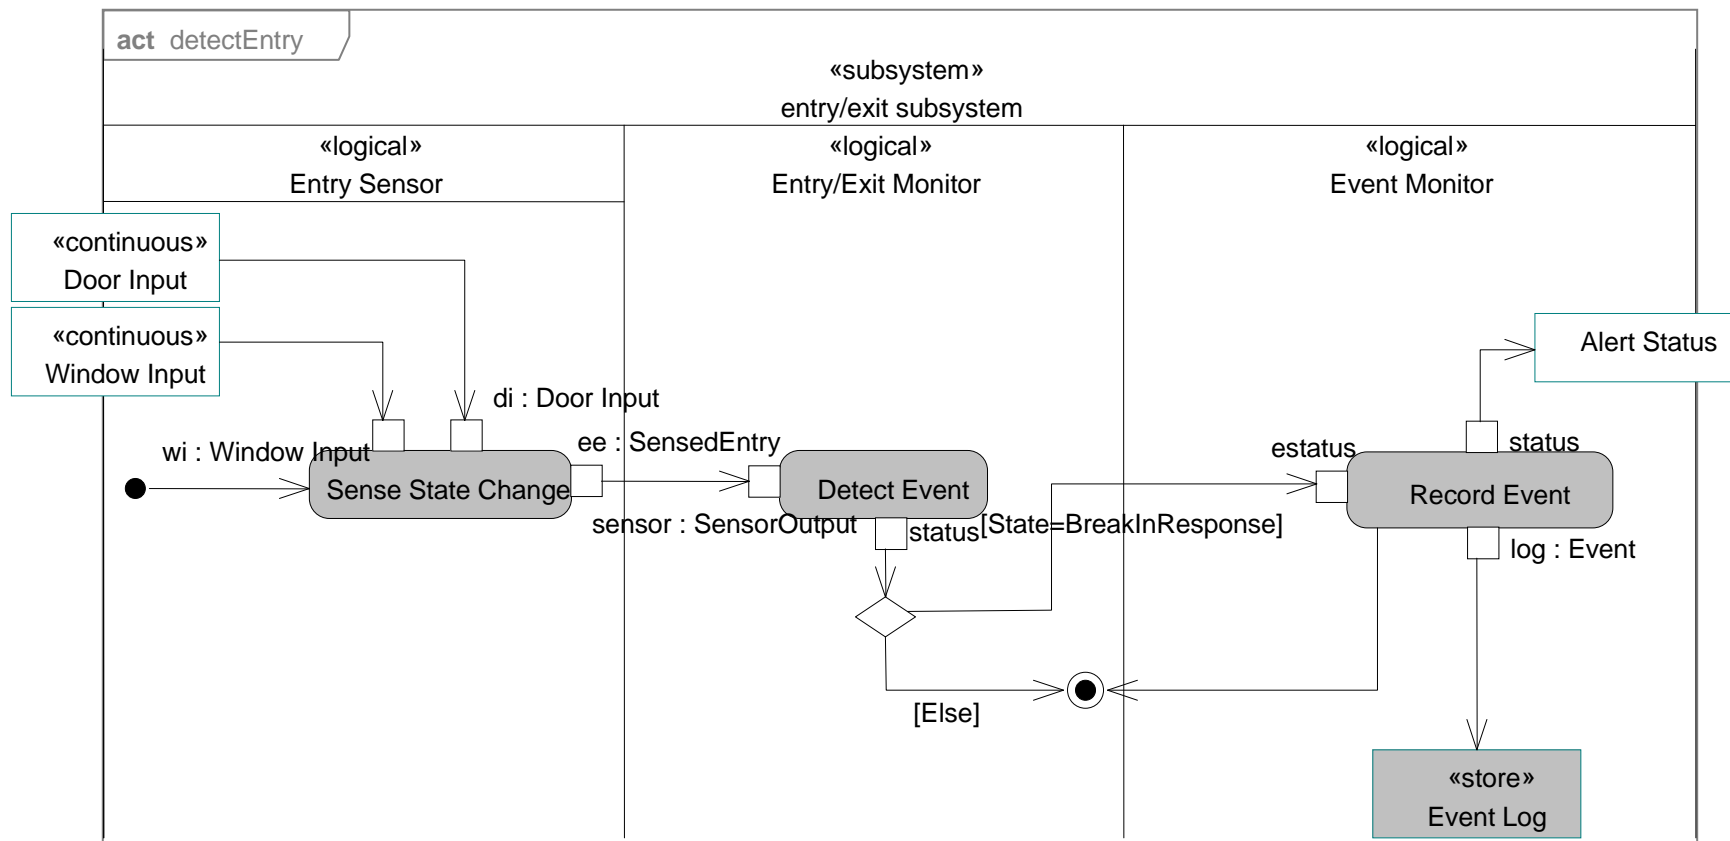 act detectEntry
«subsystem»
entry/exit subsystem
«logical»
Entry Sensor
«logical»
Entry/Exit Monitor
«logical»
Event Monitor
«continuous»
Door Input
«continuous»
Window Input
Alert Status
di : Door Input
wi : Window Input
ee : SensedEntry
estatus
status
Sense State Change
Detect Event
Record Event
sensor : SensorOutput
status
[State=BreakInResponse]
log : Event
[Else]
«store»
Event Log